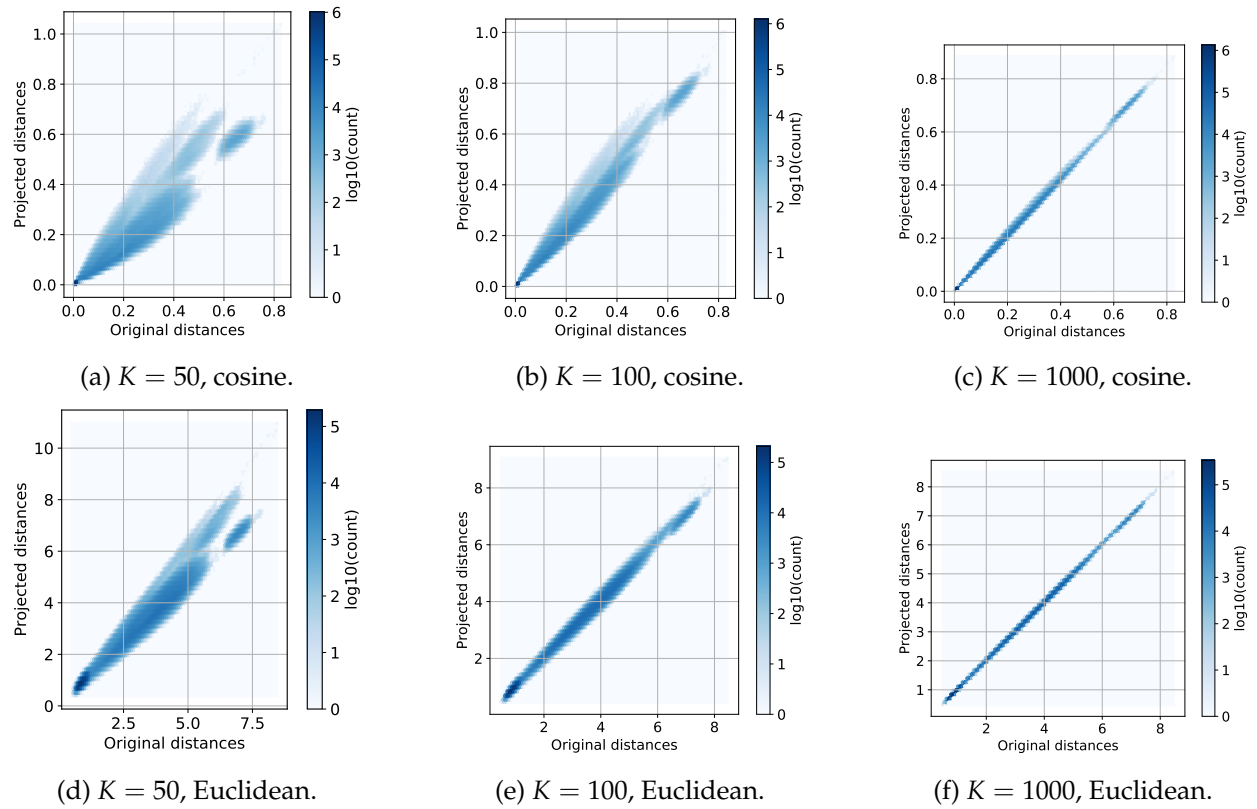 1.0
0.8
0.6
0.4
0.2
0.0
0.0 0.2 0.4 0.6 0.8
Projected distances
Original distances
6
5
4
3
2
1
0
log10(count)
(a) K = 50, cosine.
1.0
0.8
0.6
0.4
0.2
0.0
0.0 0.2 0.4 0.6 0.8
Projected distances
Original distances
6
5
4
3
2
1
0
log10(count)
(b) K = 100, cosine.
0.8
0.6
0.4
0.2
0.0
0.0 0.2 0.4 0.6 0.8
Projected distances
Original distances
6
5
4
3
2
1
0
log10(count)
(c) K = 1000, cosine.
10
8
6
4
2
0
2.5 5.0 7.5
Projected distances
Original distances
5
4
3
2
1
0
log10(count)
(d) K = 50, Euclidean.
8
6
4
2
2 4 6 8
Projected distances
Original distances
5
4
3
2
1
0
log10(count)
(e) K = 100, Euclidean.
8
7
6
5
4
3
2
1
2 4 6 8
Projected distances
Original distances
5
4
3
2
1
0
log10(count)
(f) K = 1000, Euclidean.